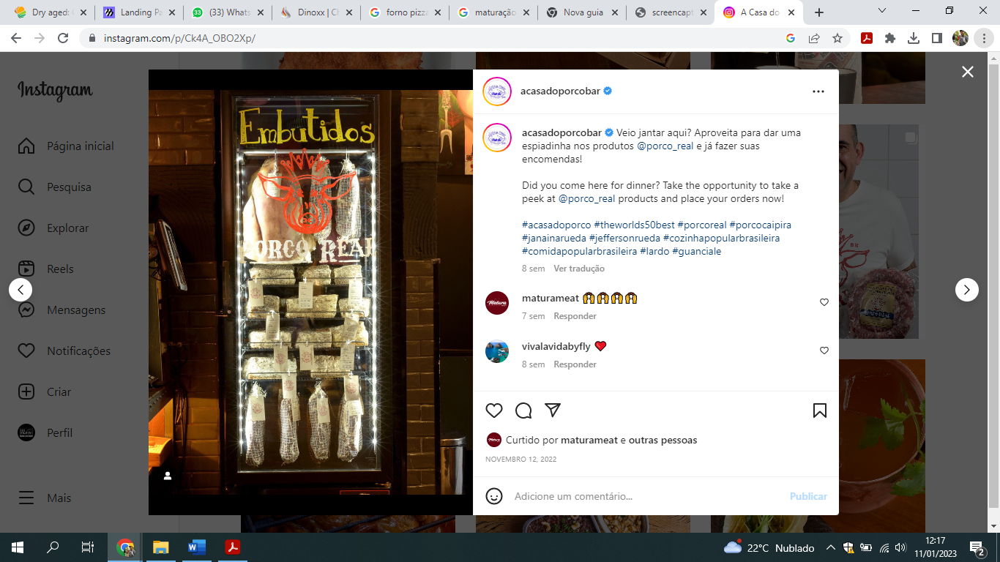 Dry aged:
Landing Pa
(33) Whats
Dinoxx | Cl
forno pizza
maturação
Nova guia
screencapt
A Casa do
instagram.com/p/Ck4A_OBO2Xp/
Instagram
Página inicial
Pesquisa
Explorar
Reels
Mensagens
Notificações
Criar
Perfil
Mais
Embutidos
PORCO REAL
acasadoporcobar
acasadoporcobar Veio jantar aqui? Aproveita para dar uma
espiadinha nos produtos @porco_real e já fazer suas
encomendas!
Did you come here for dinner? Take the opportunity to take a
peek at @porco_real products and place your orders now!
#acasadoporco #theworlds50best #porcoreal #porcocaipira
#janainarueda #jeffersonrueda #cozinhapopularbrasileira
#comidapopularbrasileira #lardo #guanciale
8 sem Ver tradução
Matura
maturameat
7 sem Responder
vivalavidabyfly
8 sem Responder
Curtido por maturameat e outras pessoas
NOVEMBRO 12, 2022
Adicione um comentário...
Publicar
22°C Nublado
12:17
11/01/2023
2